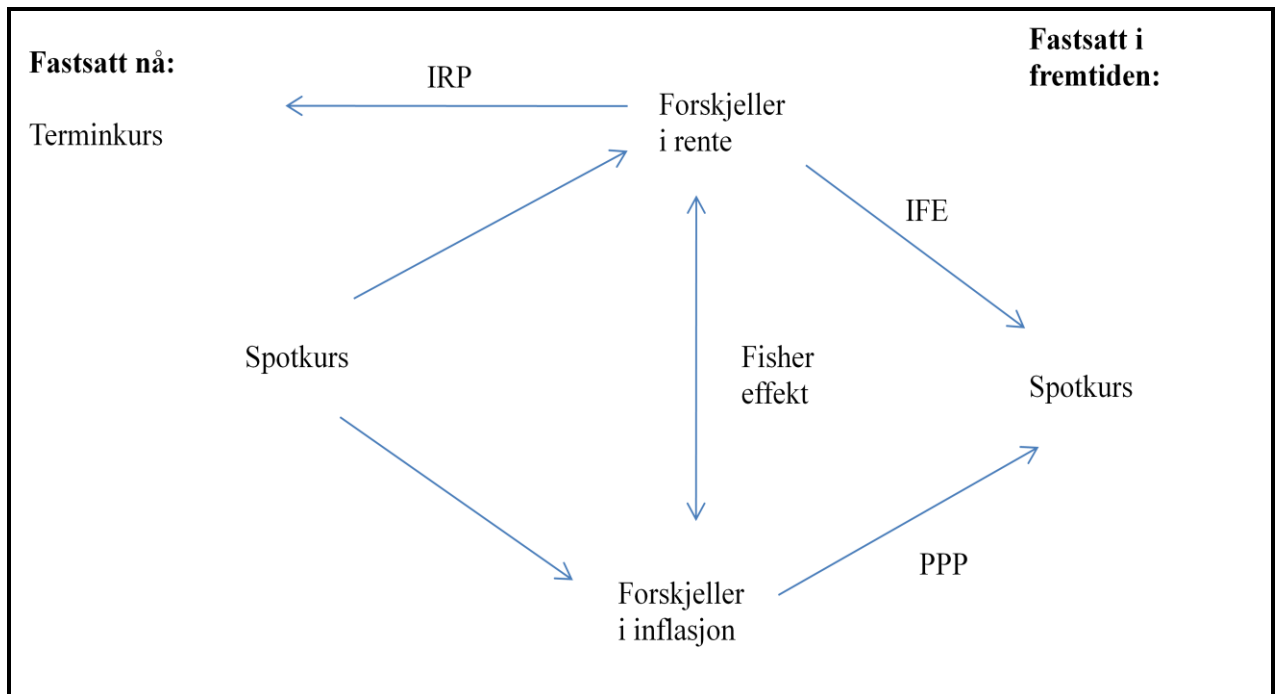 Fastsatt nå:
Terminkurs
IRP
Forskjeller
i rente
Fastsatt i
fremtiden:
IFE
Spotkurs
Fisher
effekt
Spotkurs
PPP
Forskjeller
i inflasjon